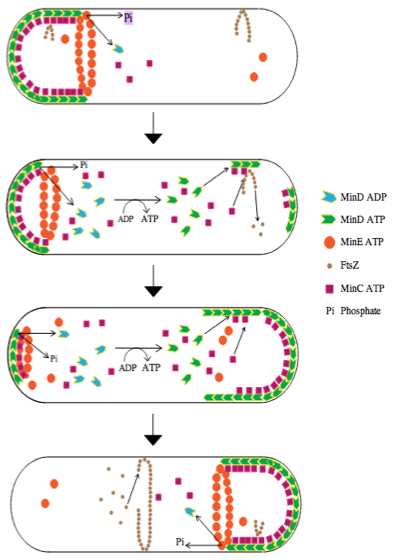 Pi
Pi
ADP ATP
MinD ADP
MinD ATP
MinE ATP
FtsZ
MinC ATP
Pi Phosphate
Pi
ADP ATP
Pi